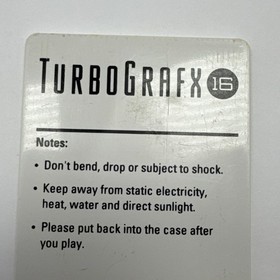 TURBOGRAFX 16
Notes:
• Don't bend, drop or subject to shock.
• Keep away from static electricity,
heat, water and direct sunlight.
• Please put back into the case after
you play.